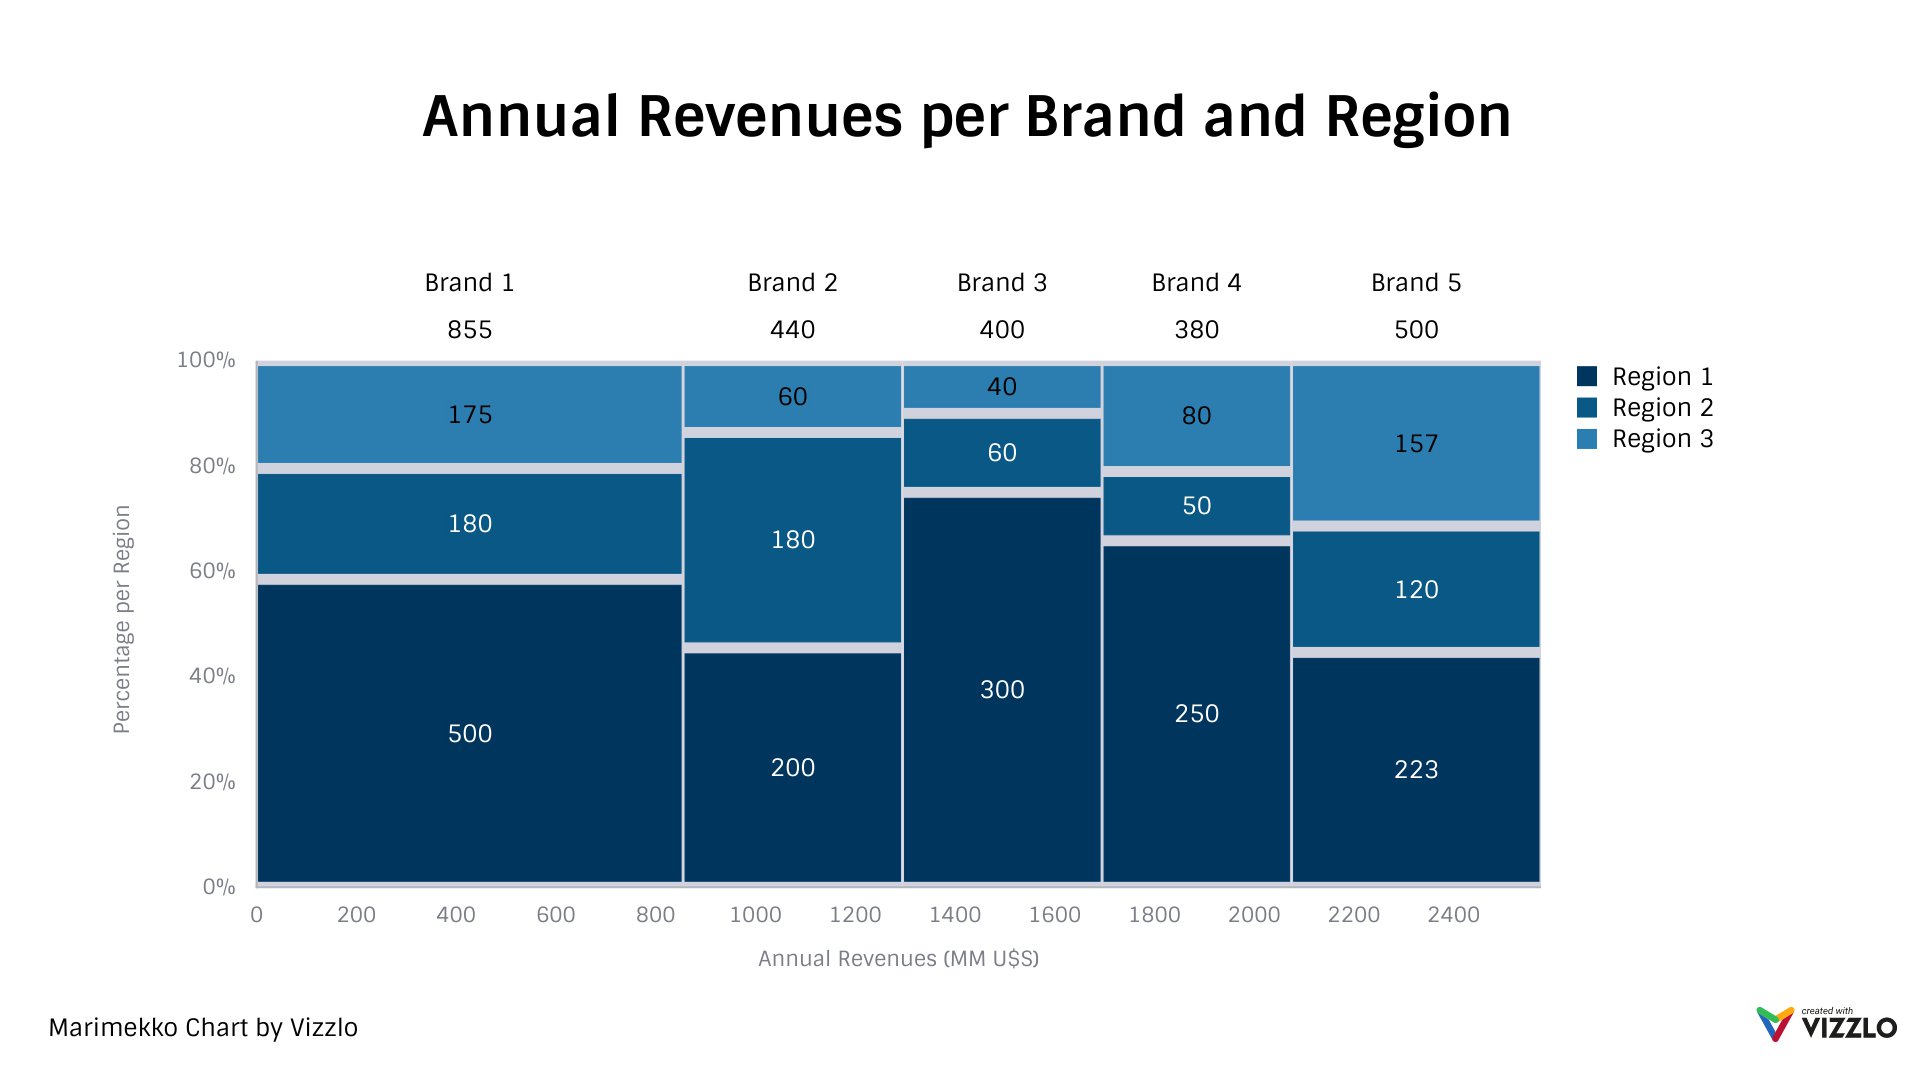 Annual Revenues per Brand and Region
Brand 1 Brand 2 Brand 3 Brand 4 Brand 5
855 440 400 380 500
100%
80%
60%
40%
20%
0%
Percentage per Region
175 60 40 80 157
180 180 60 50 120
500 200 300 250 223
Region 1
Region 2
Region 3
0 200 400 600 800 1000 1200 1400 1600 1800 2000 2200 2400
Annual Revenues (MM U$S)
Marimekko Chart by Vizzlo
created with
VIZZLO